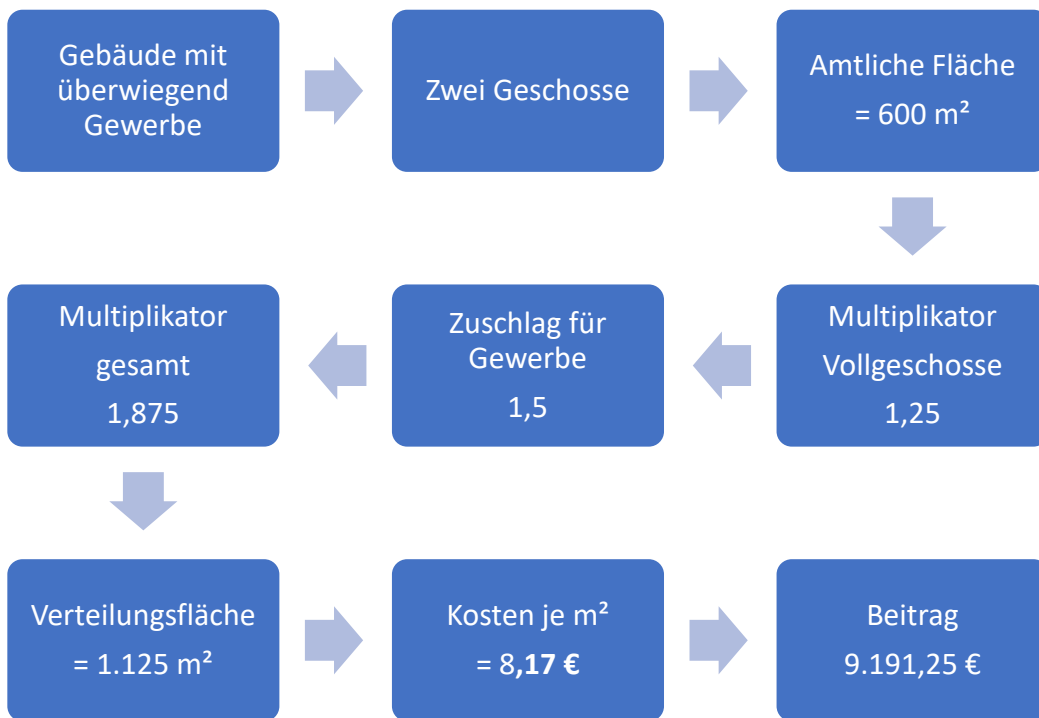 Gebäude mit
überwiegend
Gewerbe
Zwei Geschosse
Amtliche Fläche
= 600 m²
Multiplikator
Vollgeschosse
1,25
Zuschlag für
Gewerbe
1,5
Multiplikator
gesamt
1,875
Verteilungsfläche
= 1.125 m²
Kosten je m²
= 8,17 €
Beitrag
9.191,25 €